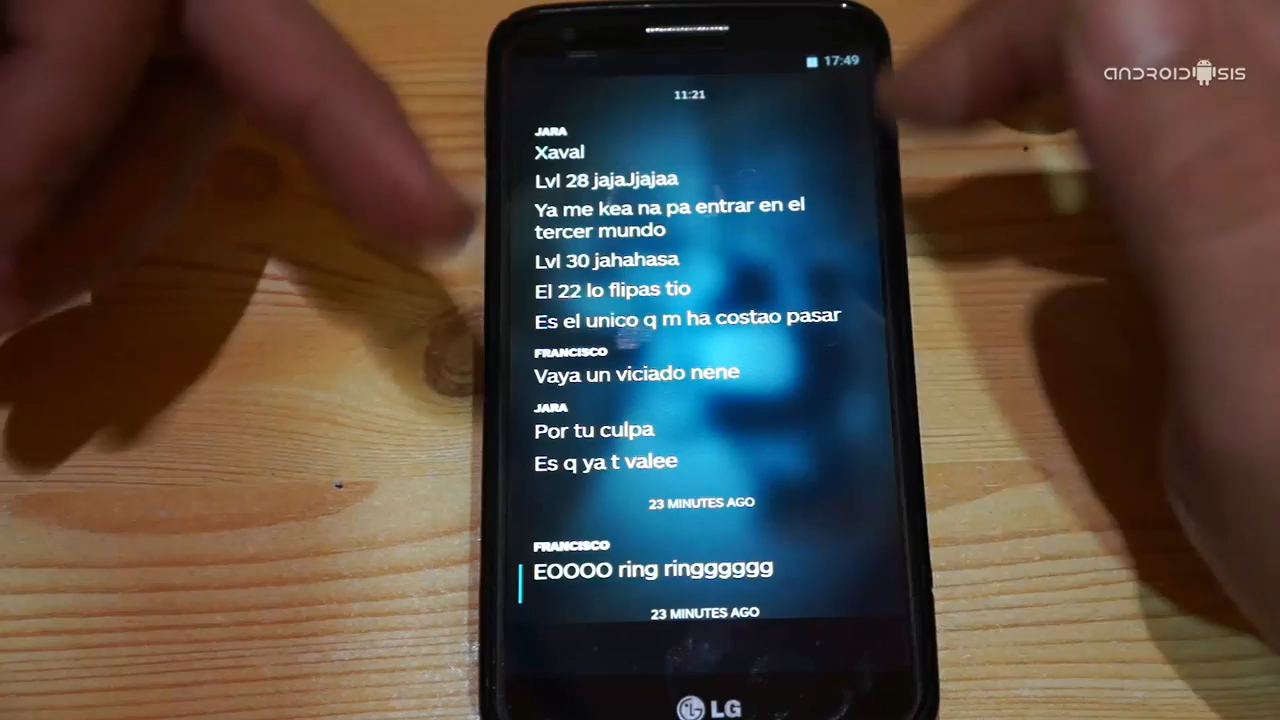 ANDROIDSIS
17:49
11:21
JARA
Xaval
Lvl 28 jajaJjajaa
Ya me kea na pa entrar en el
tercer mundo
Lvl 30 jahahasa
El 22 lo flipas tio
Es el unico q m ha costao pasar
FRANCISCO
Vaya un viciado nene
JARA
Por tu culpa
Es q ya t valee
23 MINUTES AGO
FRANCISCO
EOOOO ring ringggggg
23 MINUTES AGO
LG